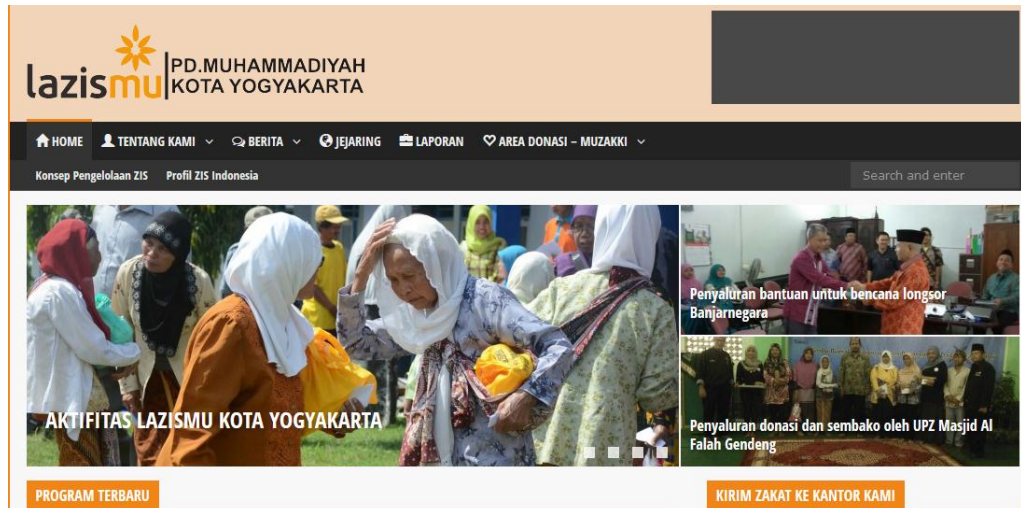 lazismu
PD.MUHAMMADIYAH
KOTA YOGYAKARTA
HOME TENTANG KAMI BERITA JEJARING LAPORAN AREA DONASI – MUZAKKI
Konsep Pengelolaan ZIS Profil ZIS Indonesia Search and enter
AKTIFITAS LAZISMU KOTA YOGYAKARTA
Penyaluran bantuan untuk bencana longsor
Banjarnegara
Penyaluran donasi dan sembako oleh UPZ Masjid Al
Falah Gendeng
PROGRAM TERBARU
KIRIM ZAKAT KE KANTOR KAMI